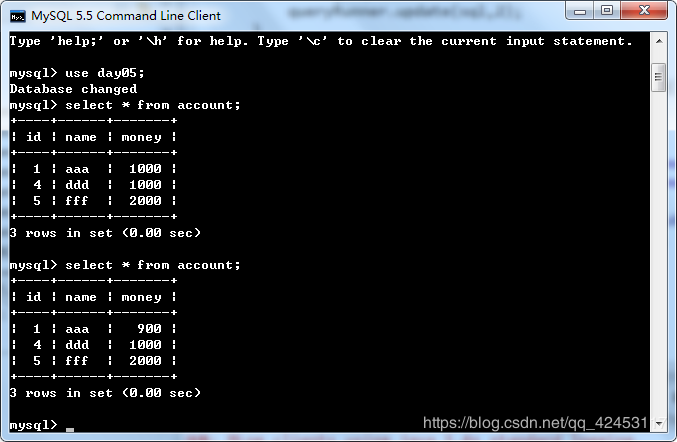 MySQL 5.5 Command Line Client
Type 'help;' or '\h' for help. Type '\c' to clear the current input statement.
mysql> use day05;
Database changed
mysql> select * from account;
+----+------+-------+
| id | name | money |
+----+------+-------+
|  1 | aaa  |  1000 |
|  4 | ddd  |  1000 |
|  5 | fff  |  2000 |
+----+------+-------+
3 rows in set (0.00 sec)
mysql> select * from account;
+----+------+-------+
| id | name | money |
+----+------+-------+
|  1 | aaa  |   900 |
|  4 | ddd  |  1000 |
|  5 | fff  |  2000 |
+----+------+-------+
3 rows in set (0.00 sec)
mysql> _
https://blog.csdn.net/qq_424531